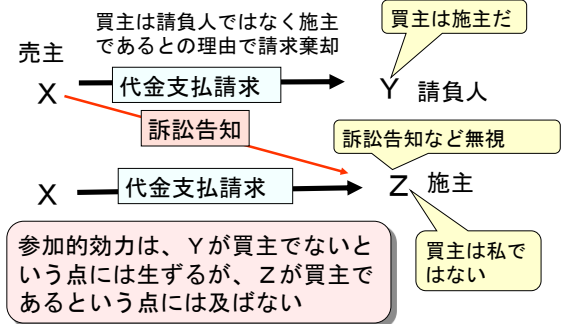 買主は請負人ではなく施主
であるとの理由で請求棄却
買主は施主だ
売主
X
代金支払請求
Y
請負人
訴訟告知
訴訟告知など無視
X
代金支払請求
Z
施主
参加的効力は、Yが買主でないと
いう点には生ずるが、Zが買主で
あるという点には及ばない
買主は私で
はない